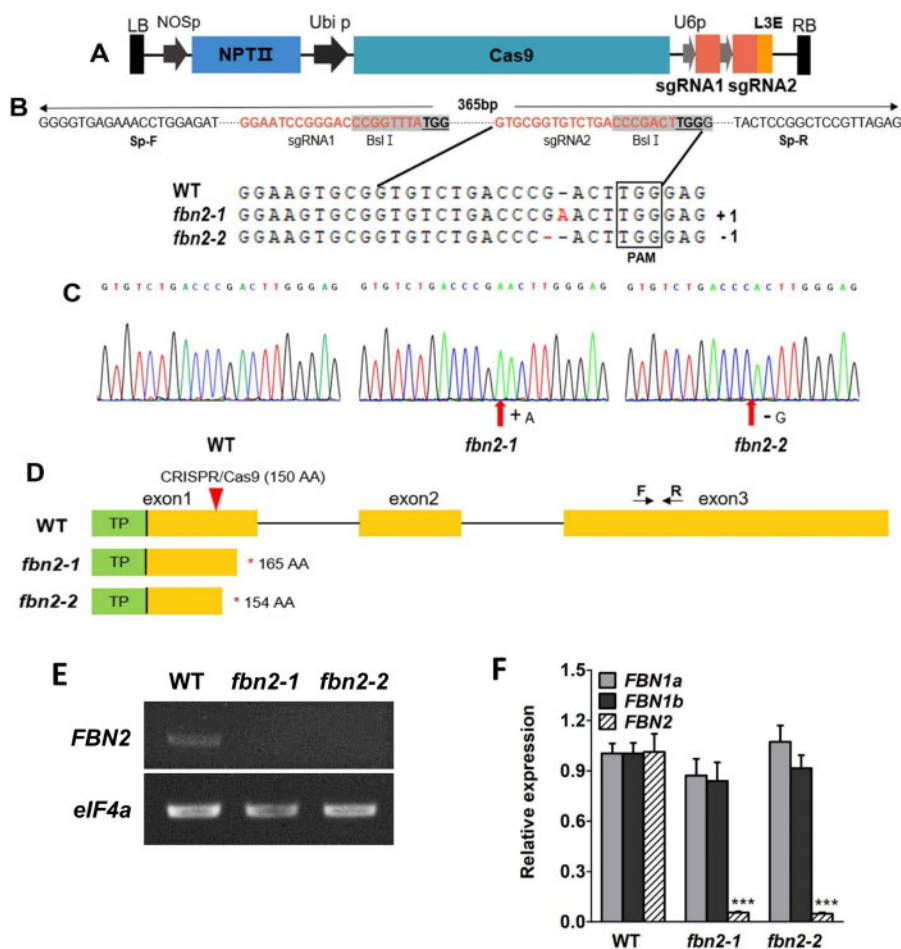 A
LB NOSp NPTII Ubi p Cas9 U6p sgRNA1 sgRNA2 L3E RB
B
365bp
GGGGTGAGAAACCTGGAGAT GGAATCCGGGACCCGGTTTATGG GTGCGGTGTCTGACCCGACTTGGG TACTCCGGCTCCGTTAGAG
Sp-F sgRNA1 Bsl I sgRNA2 Bsl I Sp-R
WT GGAAGTGCGGTGTCTGACCCG-ACTTGGGAG
fbn2-1 GGAAGTGCGGTGTCTGACCCGAACTTGGGAG +1
fbn2-2 GGAAGTGCGGTGTCTGACCC--ACTTGGGAG -1
PAM
C
GTGTCTGACCCGACTTGGGAG GTGTCTGACCCGAACTTGGGAG GTGTCTGACCCACTTGGGAG
+A -G
WT fbn2-1 fbn2-2
D
CRISPR/Cas9 (150 AA)
exon1 exon2 F R exon3
WT TP
fbn2-1 TP * 165 AA
fbn2-2 TP * 154 AA
E
WT fbn2-1 fbn2-2
FBN2
eIF4a
F
Relative expression
1.5
1.2
0.9
0.6
0.3
0.0
FBN1a
FBN1b
FBN2
*** ***
WT fbn2-1 fbn2-2